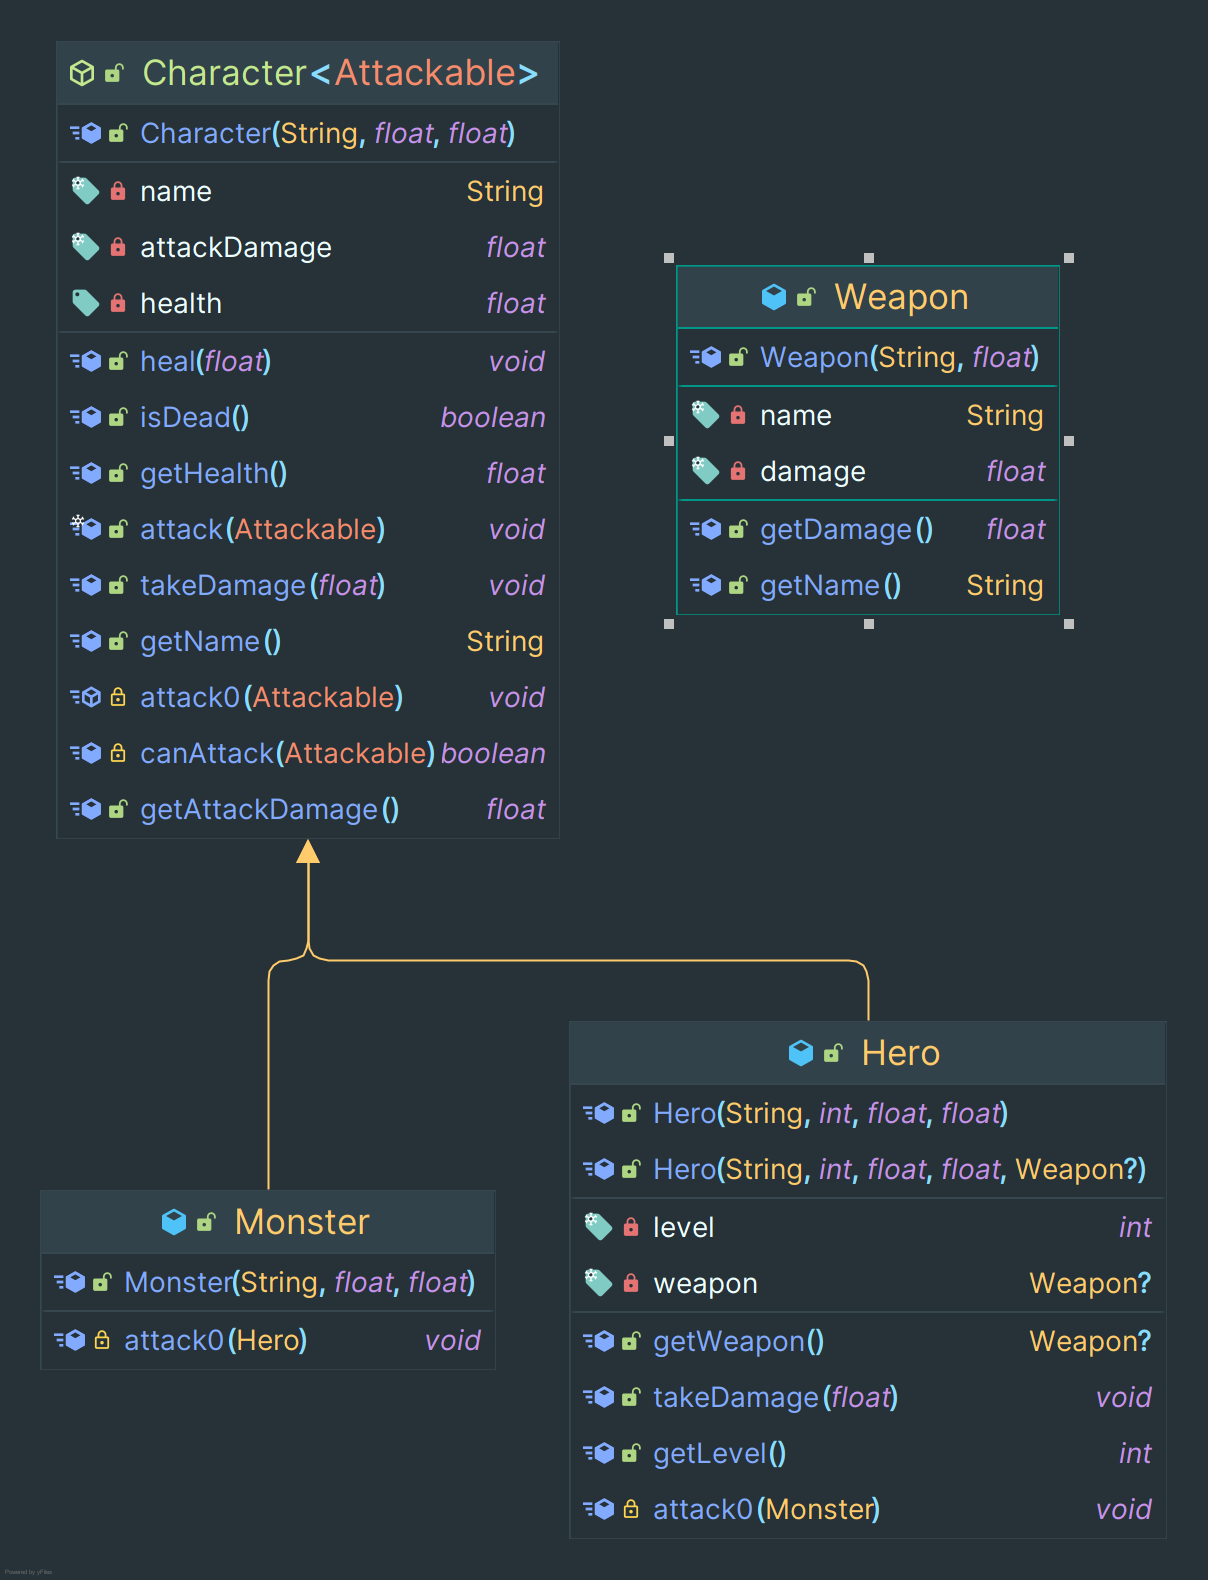 Character<Attackable>
Character(String, float, float)
name String
attackDamage float
health float
heal(float) void
isDead() boolean
getHealth() float
attack(Attackable) void
takeDamage(float) void
getName() String
attack0(Attackable) void
canAttack(Attackable) boolean
getAttackDamage() float
Weapon
Weapon(String, float)
name String
damage float
getDamage() float
getName() String
Monster
Monster(String, float, float)
attack0(Hero) void
Hero
Hero(String, int, float, float)
Hero(String, int, float, float, Weapon?)
level int
weapon Weapon?
getWeapon() Weapon?
takeDamage(float) void
getLevel() int
attack0(Monster) void
Powered by yFiles